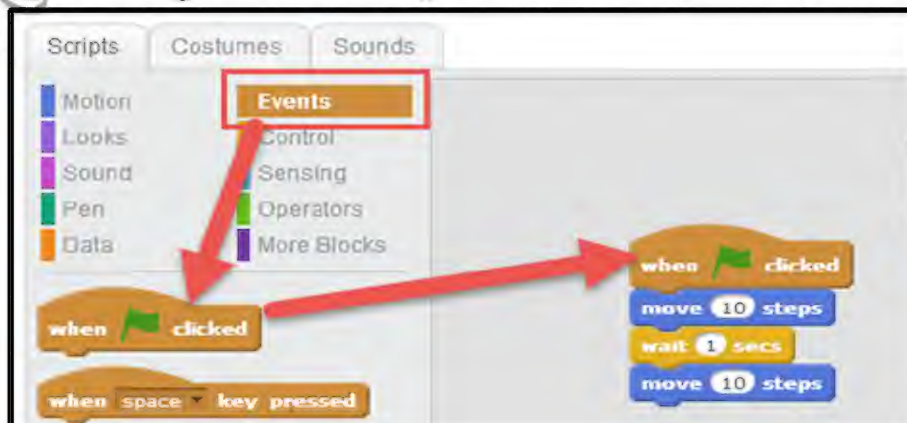 Scripts Costumes Sounds
Motion Events
Looks Control
Sound Sensing
Pen Operators
Data More Blocks
when clicked
when space key pressed
when clicked
move 10 steps
wait 1 secs
move 10 steps